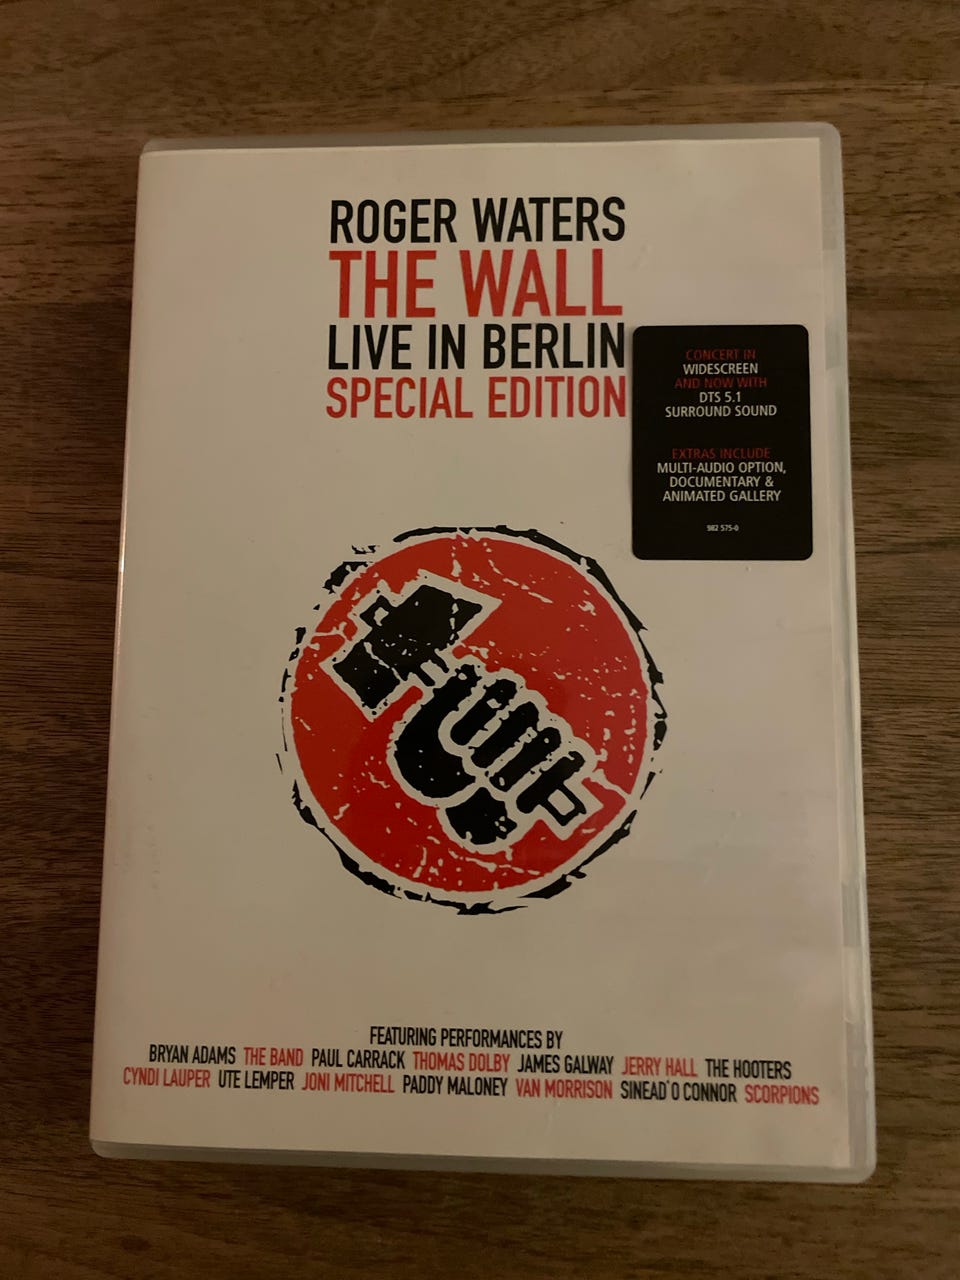 ROGER WATERS
THE WALL
LIVE IN BERLIN
SPECIAL EDITION
CONCERT IN
WIDESCREEN
AND NOW WITH
DTS 5.1
SURROUND SOUND
EXTRAS INCLUDE
MULTI-AUDIO OPTION,
DOCUMENTARY &
ANIMATED GALLERY
982 575-0
FEATURING PERFORMANCES BY
BRYAN ADAMS THE BAND PAUL CARRACK THOMAS DOLBY JAMES GALWAY JERRY HALL THE HOOTERS
CYNDI LAUPER UTE LEMPER JONI MITCHELL PADDY MALONEY VAN MORRISON SINEAD'O CONNOR SCORPIONS